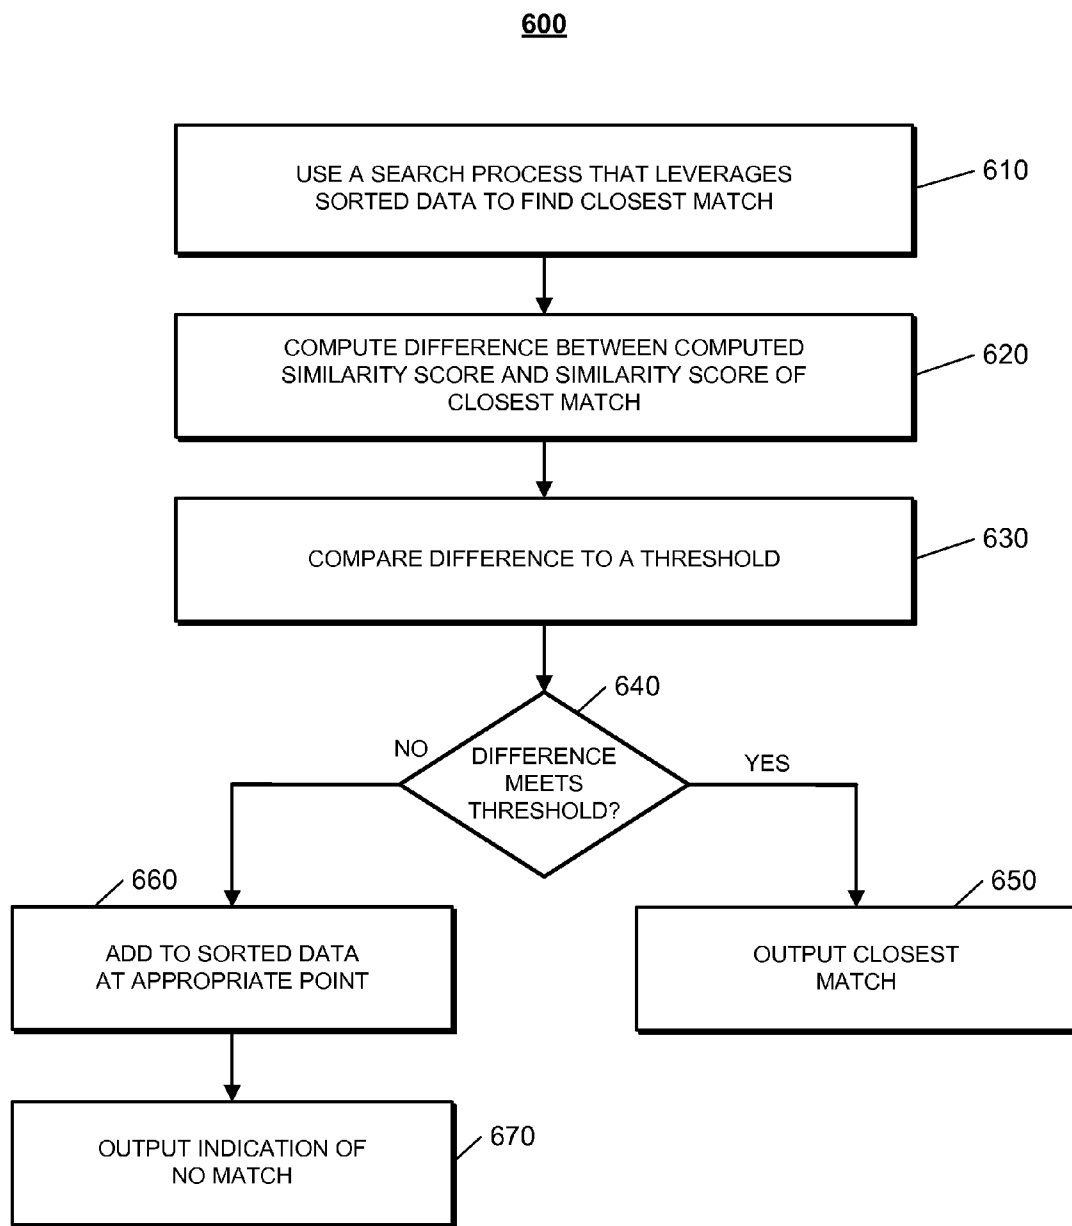 600
USE A SEARCH PROCESS THAT LEVERAGES
SORTED DATA TO FIND CLOSEST MATCH
610
COMPUTE DIFFERENCE BETWEEN COMPUTED
SIMILARITY SCORE AND SIMILARITY SCORE OF
CLOSEST MATCH
620
COMPARE DIFFERENCE TO A THRESHOLD
630
640
DIFFERENCE
MEETS
THRESHOLD?
NO
YES
660
ADD TO SORTED DATA
AT APPROPRIATE POINT
650
OUTPUT CLOSEST
MATCH
OUTPUT INDICATION OF
NO MATCH
670